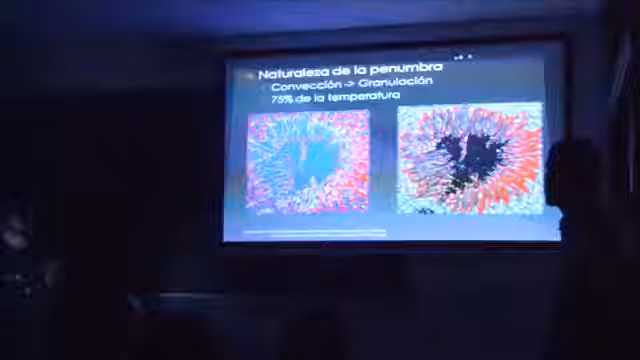 Naturaleza de la penumbra
Convección -> Granulación
75% de la temperatura